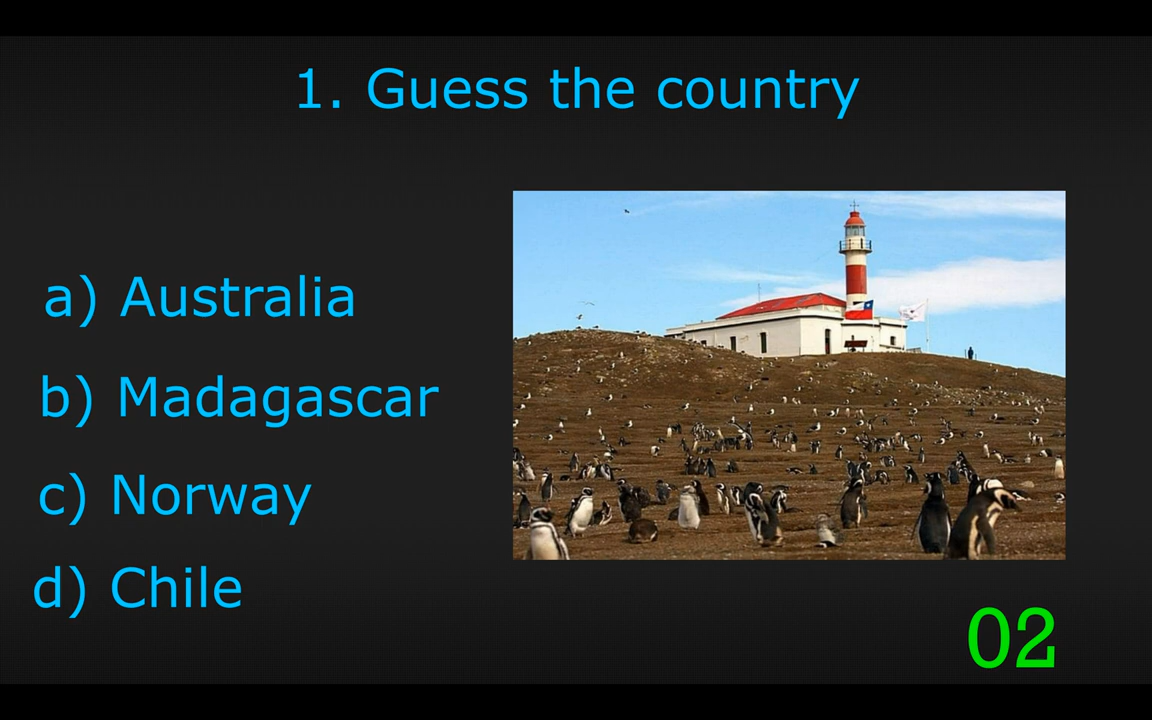 1. Guess the country
a) Australia
b) Madagascar
c) Norway
d) Chile
02